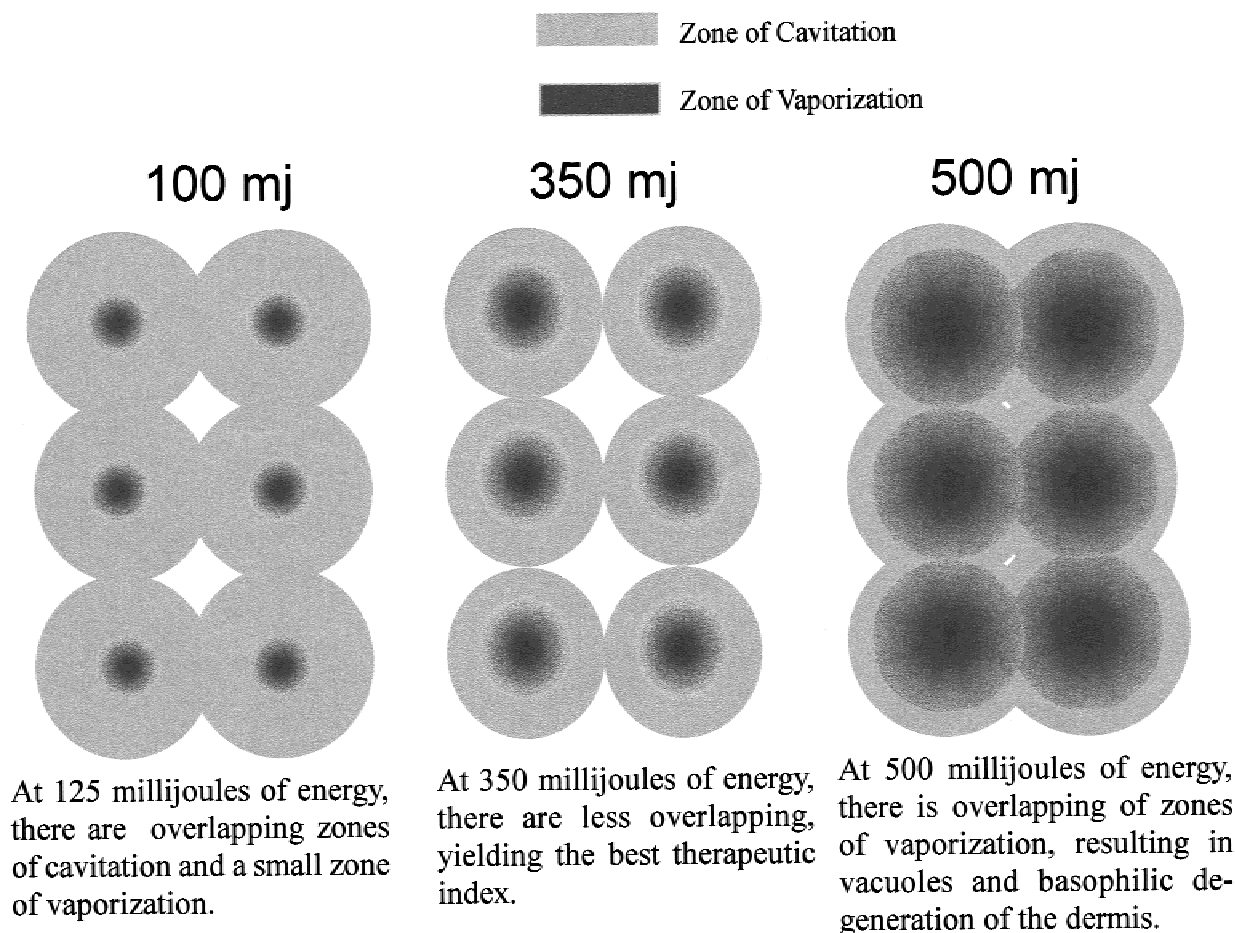 Zone of Cavitation
Zone of Vaporization
100 mj
350 mj
500 mj
At 125 millijoules of energy,
there are overlapping zones
of cavitation and a small zone
of vaporization.
At 350 millijoules of energy,
there are less overlapping,
yielding the best therapeutic
index.
At 500 millijoules of energy,
there is overlapping of zones
of vaporization, resulting in
vacuoles and basophilic de-
generation of the dermis.